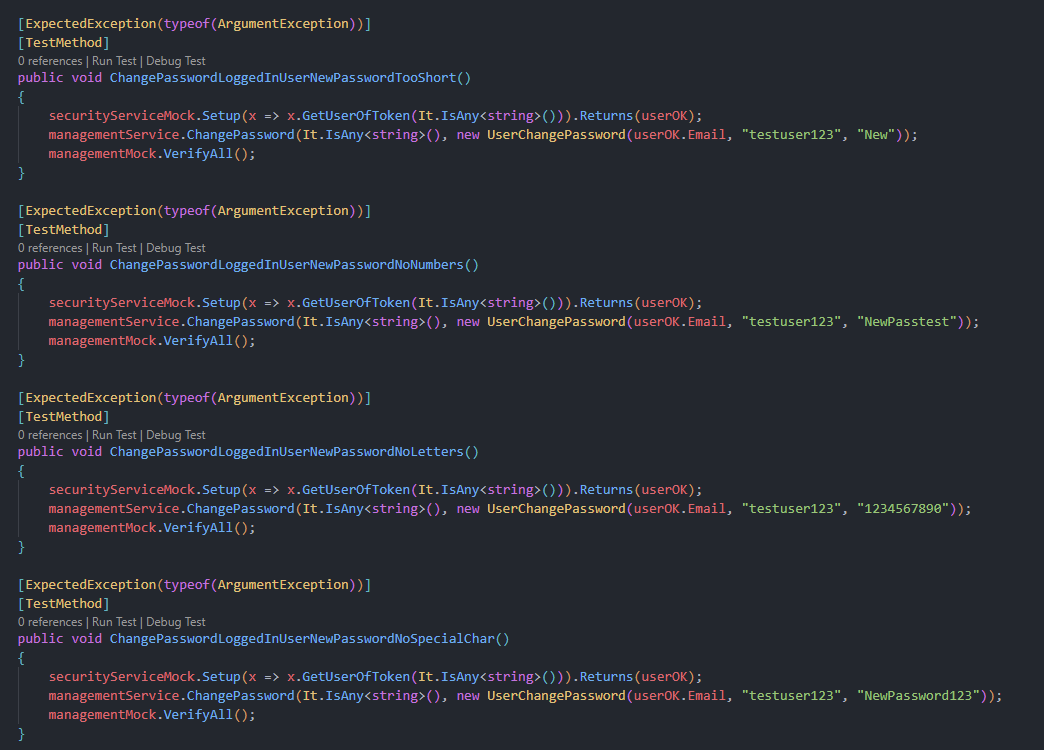 [ExpectedException(typeof(ArgumentException))]
[TestMethod]
0 references | Run Test | Debug Test
public void ChangePasswordLoggedInUserNewPasswordTooShort()
{
securityServiceMock.Setup(x => x.GetUserOfToken(It.IsAny<string>())).Returns(userOK);
managementService.ChangePassword(It.IsAny<string>(), new UserChangePassword(userOK.Email, "testuser123", "New"));
managementMock.VerifyAll();
}
[ExpectedException(typeof(ArgumentException))]
[TestMethod]
0 references | Run Test | Debug Test
public void ChangePasswordLoggedInUserNewPasswordNoNumbers()
{
securityServiceMock.Setup(x => x.GetUserOfToken(It.IsAny<string>())).Returns(userOK);
managementService.ChangePassword(It.IsAny<string>(), new UserChangePassword(userOK.Email, "testuser123", "NewPasstest"));
managementMock.VerifyAll();
}
[ExpectedException(typeof(ArgumentException))]
[TestMethod]
0 references | Run Test | Debug Test
public void ChangePasswordLoggedInUserNewPasswordNoLetters()
{
securityServiceMock.Setup(x => x.GetUserOfToken(It.IsAny<string>())).Returns(userOK);
managementService.ChangePassword(It.IsAny<string>(), new UserChangePassword(userOK.Email, "testuser123", "1234567890"));
managementMock.VerifyAll();
}
[ExpectedException(typeof(ArgumentException))]
[TestMethod]
0 references | Run Test | Debug Test
public void ChangePasswordLoggedInUserNewPasswordNoSpecialChar()
{
securityServiceMock.Setup(x => x.GetUserOfToken(It.IsAny<string>())).Returns(userOK);
managementService.ChangePassword(It.IsAny<string>(), new UserChangePassword(userOK.Email, "testuser123", "NewPassword123"));
managementMock.VerifyAll();
}